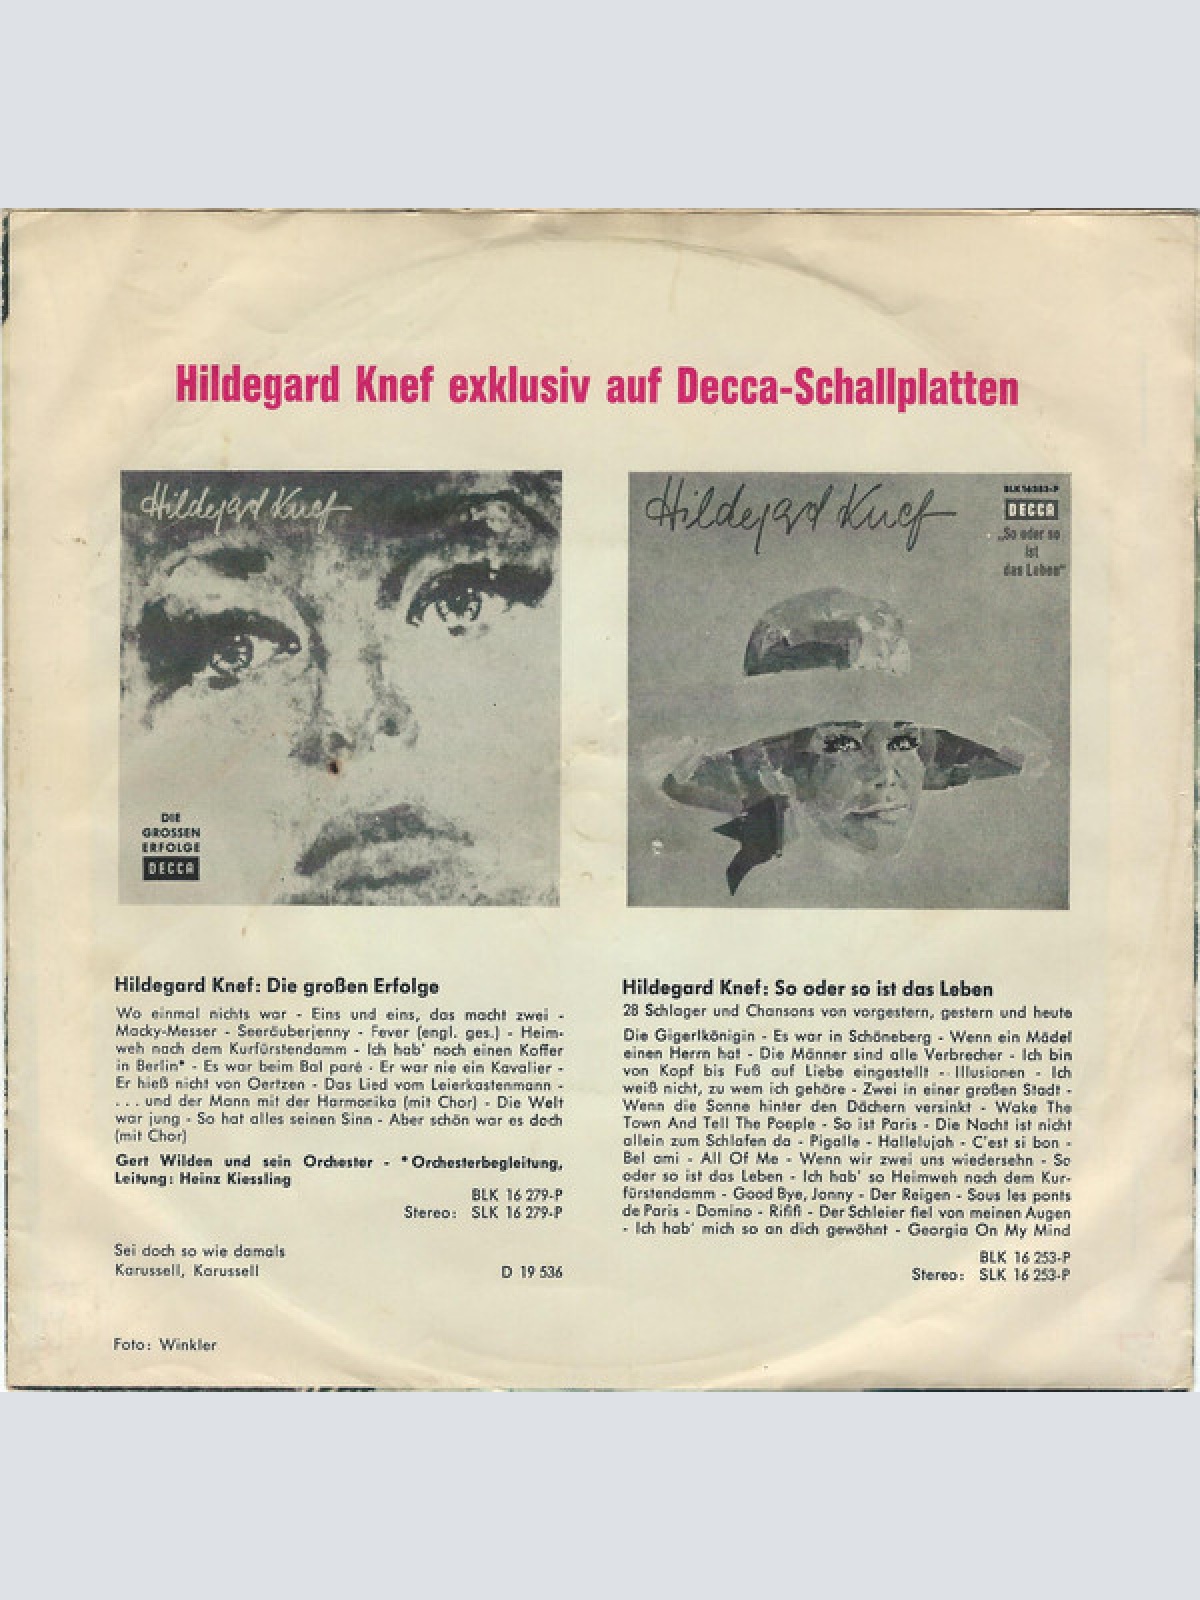 Hildegard Knef exklusiv auf Decca-Schallplatten
Hildegard Knef
DIE
GROSSEN
ERFOLGE
DECCA
Hildegard Knef
BLK 16253-P
DECCA
„So oder so
ist
das Leben“
Hildegard Knef: Die großen Erfolge
Wo einmal nichts war - Eins und eins, das macht zwei -
Macky-Messer - Seeräuberjenny - Fever (engl. ges.) - Heim-
weh nach dem Kurfürstendamm - Ich hab' noch einen Koffer
in Berlin* - Es war beim Bal paré - Er war nie ein Kavalier -
Er hieß nicht von Oertzen - Das Lied vom Leierkastenmann -
. . . und der Mann mit der Harmonika (mit Chor) - Die Welt
war jung - So hat alles seinen Sinn - Aber schön war es doch
(mit Chor)
Gert Wilden und sein Orchester - *Orchesterbegleitung,
Leitung: Heinz Kiessling
BLK 16 279-P
Stereo: SLK 16 279-P
Sei doch so wie damals
Karussell, Karussell D 19 536
Foto: Winkler
Hildegard Knef: So oder so ist das Leben
28 Schlager und Chansons von vorgestern, gestern und heute
Die Gigerlkönigin - Es war in Schöneberg - Wenn ein Mädel
einen Herrn hat - Die Männer sind alle Verbrecher - Ich bin
von Kopf bis Fuß auf Liebe eingestellt - Illusionen - Ich
weiß nicht, zu wem ich gehöre - Zwei in einer großen Stadt -
Wenn die Sonne hinter den Dächern versinkt - Wake The
Town And Tell The Poeple - So ist Paris - Die Nacht ist nicht
allein zum Schlafen da - Pigalle - Hallelujah - C'est si bon -
Bel ami - All Of Me - Wenn wir zwei uns wiedersehn - So
oder so ist das Leben - Ich hab' so Heimweh nach dem Kur-
fürstendamm - Good Bye, Jonny - Der Reigen - Sous les ponts
de Paris - Domino - Rififi - Der Schleier fiel von meinen Augen
- Ich hab' mich so an dich gewöhnt - Georgia On My Mind
BLK 16 253-P
Stereo: SLK 16 253-P